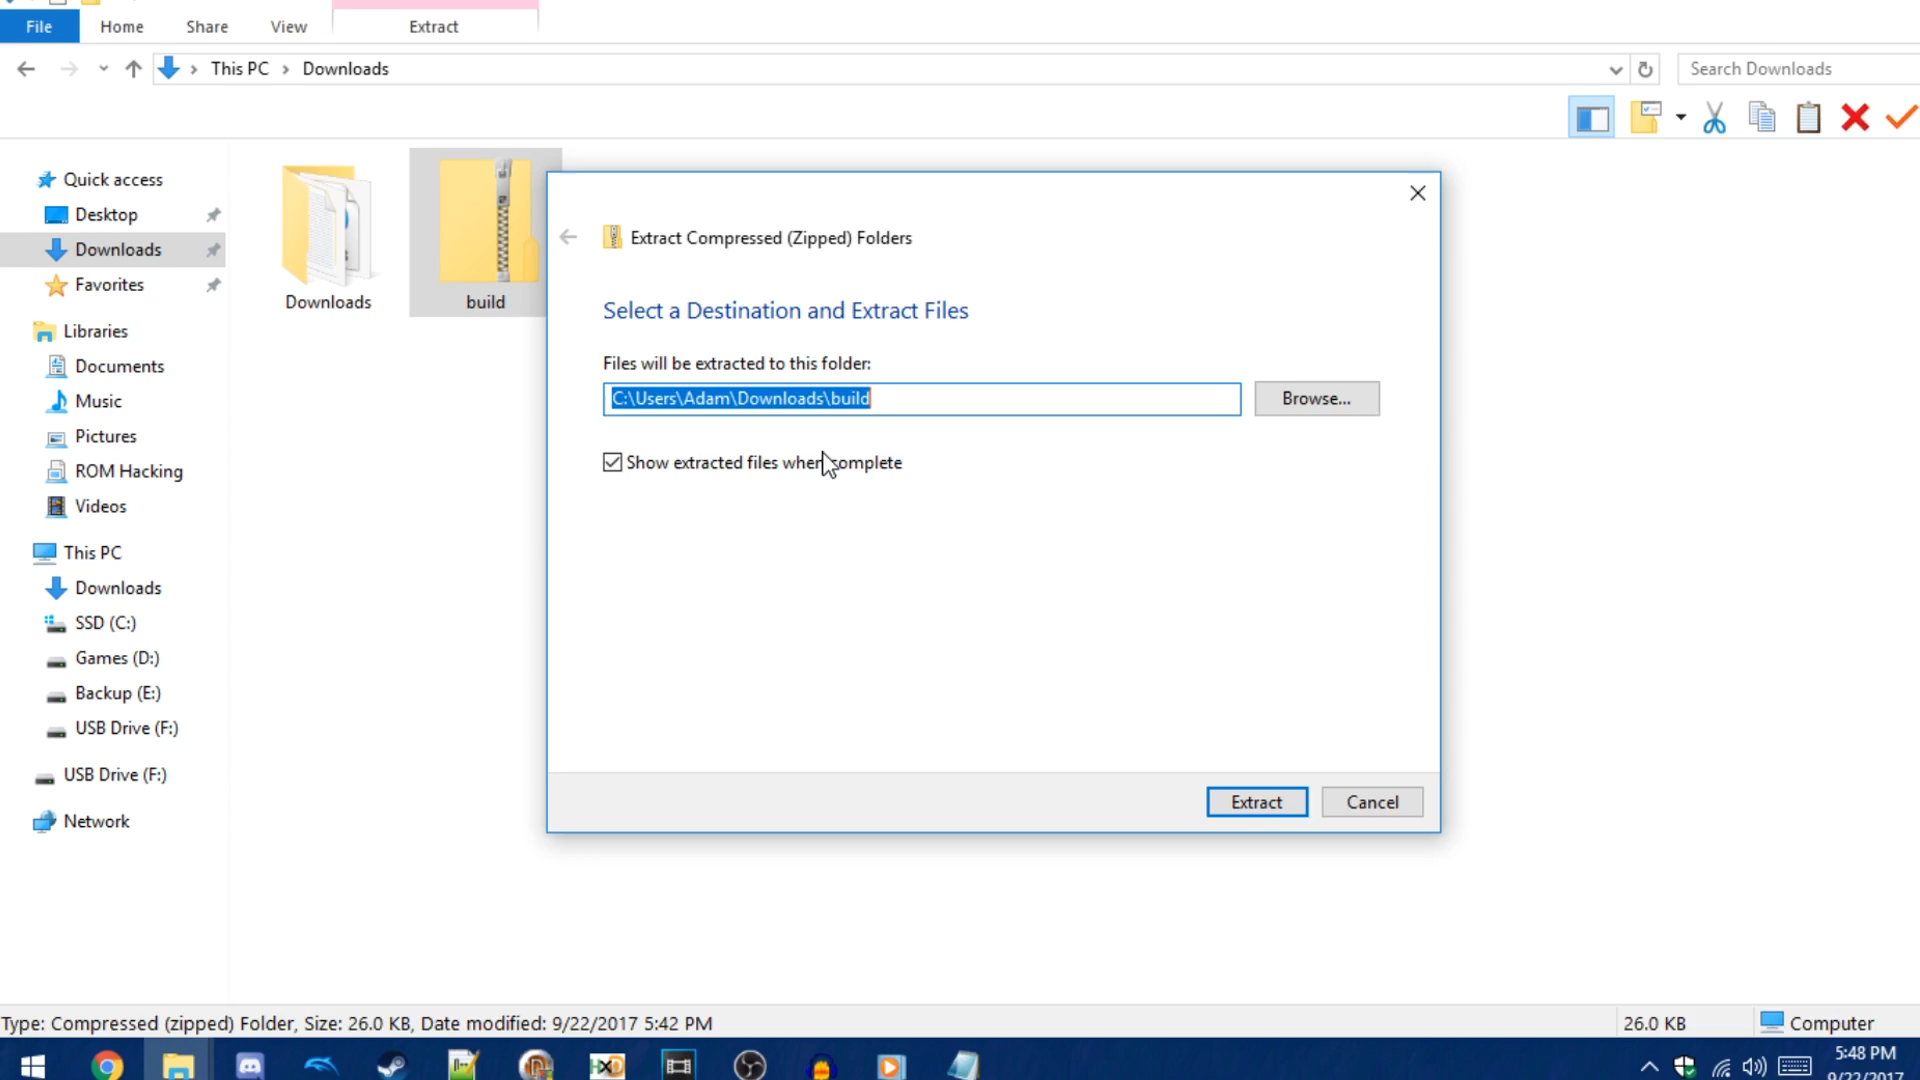 File Home Share View Extract
This PC Downloads Search Downloads
Quick access
Desktop
Downloads
Favorites
Libraries
Documents
Music
Pictures
ROM Hacking
Videos
This PC
Downloads
SSD (C:)
Games (D:)
Backup (E:)
USB Drive (F:)
USB Drive (F:)
Network
Downloads
build
Extract Compressed (Zipped) Folders
Select a Destination and Extract Files
Files will be extracted to this folder:
C:\Users\Adam\Downloads\build Browse...
Show extracted files when complete
Extract Cancel
Type: Compressed (zipped) Folder, Size: 26.0 KB, Date modified: 9/22/2017 5:42 PM 26.0 KB Computer
5:48 PM
9/22/2017